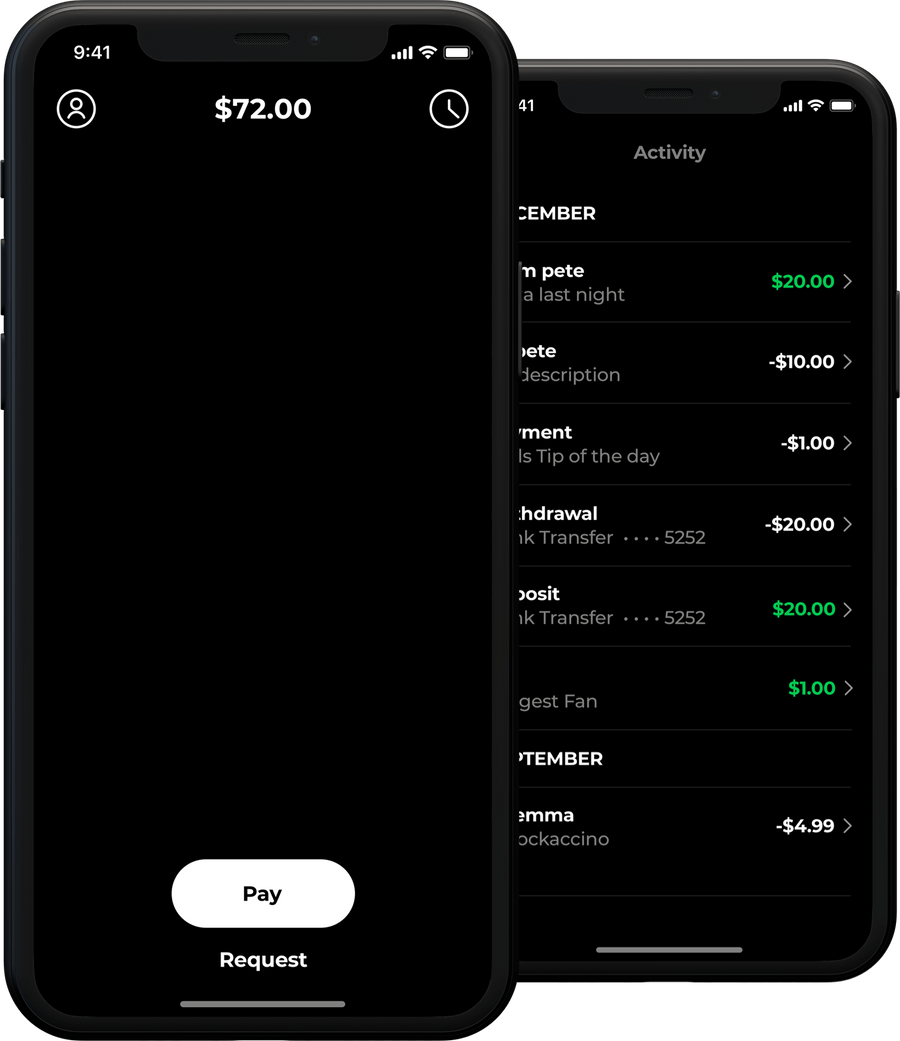 9:41
$72.00
Pay
Request
41
Activity
CEMBER
m pete
$20.00
a last night
pete
-$10.00
description
yment
-$1.00
ls Tip of the day
thdrawal
-$20.00
nk Transfer •••• 5252
posit
$20.00
nk Transfer •••• 5252
$1.00
gest Fan
PTEMBER
emma
-$4.99
ockaccino